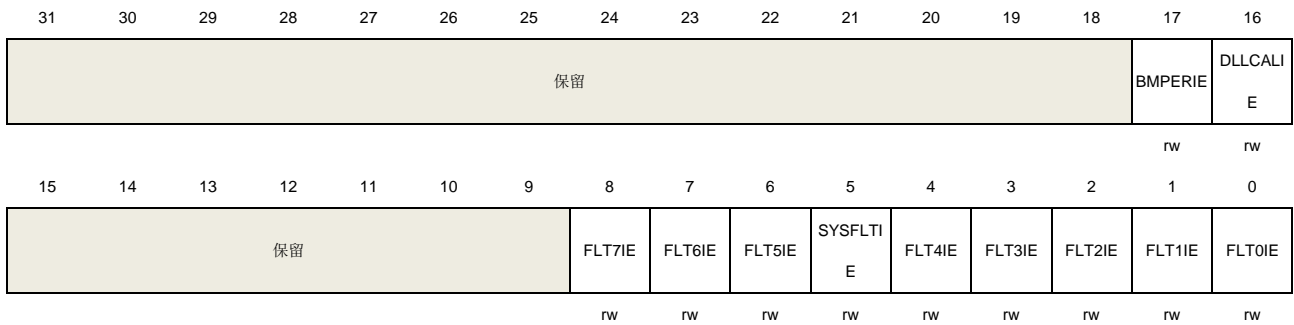 31 30 29 28 27 26 25 24 23 22 21 20 19 18 17 16
保留 BMPERIE DLLCALI
E
rw rw
15 14 13 12 11 10 9 8 7 6 5 4 3 2 1 0
保留 FLT7IE FLT6IE FLT5IE SYSFLTI
E FLT4IE FLT3IE FLT2IE FLT1IE FLT0IE
rw rw rw rw rw rw rw rw rw